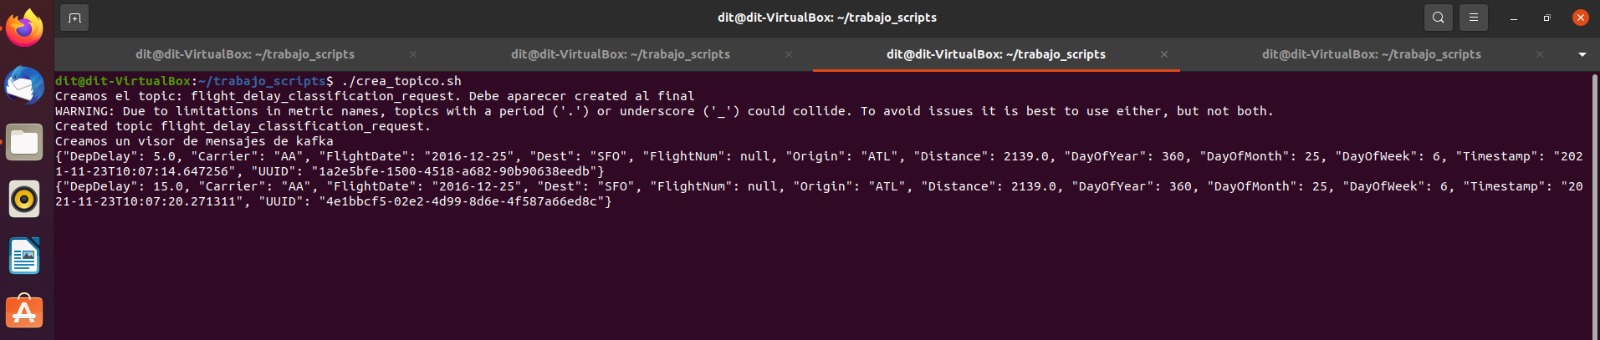 dit@dit-VirtualBox: ~/trabajo_scripts
dit@dit-VirtualBox: ~/trabajo_scripts dit@dit-VirtualBox: ~/trabajo_scripts dit@dit-VirtualBox: ~/trabajo_scripts dit@dit-VirtualBox: ~/trabajo_scripts
dit@dit-VirtualBox:~/trabajo_scripts$ ./crea_topico.sh
Creamos el topic: flight_delay_classification_request. Debe aparecer created al final
WARNING: Due to limitations in metric names, topics with a period ('.') or underscore ('_') could collide. To avoid issues it is best to use either, but not both.
Created topic flight_delay_classification_request.
Creamos un visor de mensajes de kafka
{"DepDelay": 5.0, "Carrier": "AA", "FlightDate": "2016-12-25", "Dest": "SFO", "FlightNum": null, "Origin": "ATL", "Distance": 2139.0, "DayOfYear": 360, "DayOfMonth": 25, "DayOfWeek": 6, "Timestamp": "202
1-11-23T10:07:14.647256", "UUID": "1a2e5bfe-1500-4518-a682-90b90638eedb"}
{"DepDelay": 15.0, "Carrier": "AA", "FlightDate": "2016-12-25", "Dest": "SFO", "FlightNum": null, "Origin": "ATL", "Distance": 2139.0, "DayOfYear": 360, "DayOfMonth": 25, "DayOfWeek": 6, "Timestamp": "20
21-11-23T10:07:20.271311", "UUID": "4e1bbcf5-02e2-4d99-8d6e-4f587a66ed8c"}